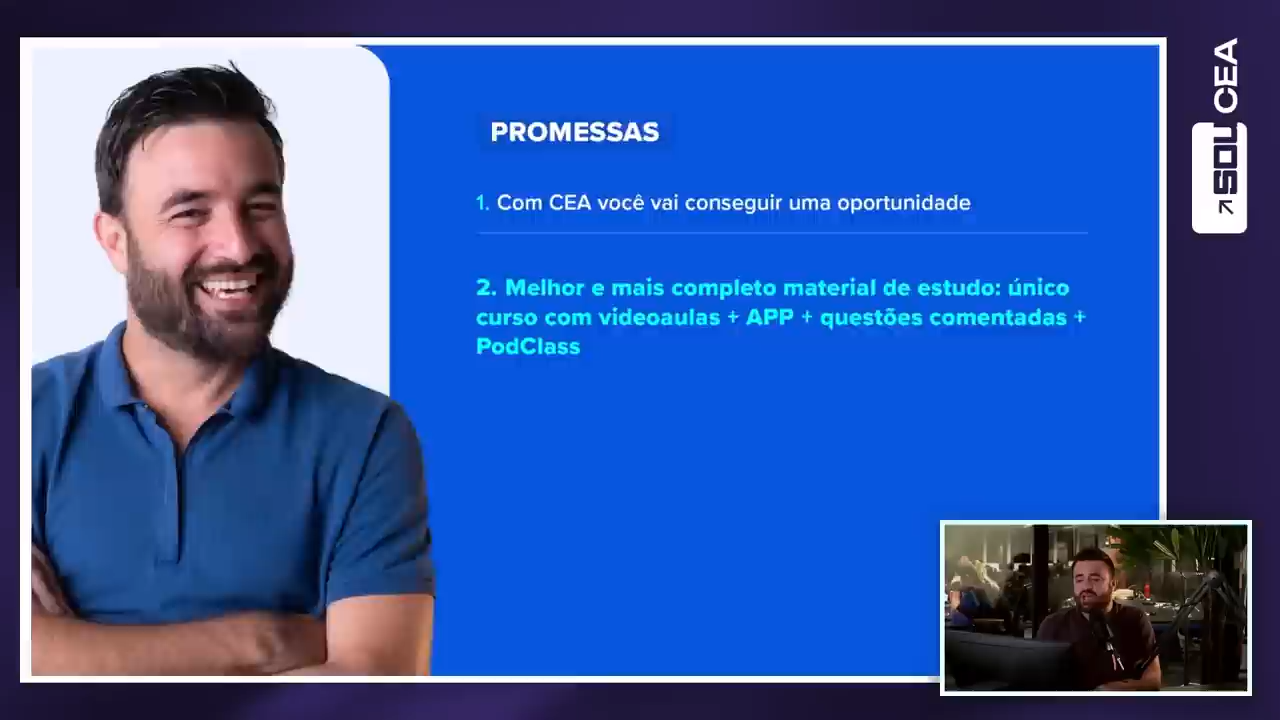 PROMESSAS
1. Com CEA você vai conseguir uma oportunidade
2. Melhor e mais completo material de estudo: único
curso com videoaulas + APP + questões comentadas +
PodClass
SOU CEA